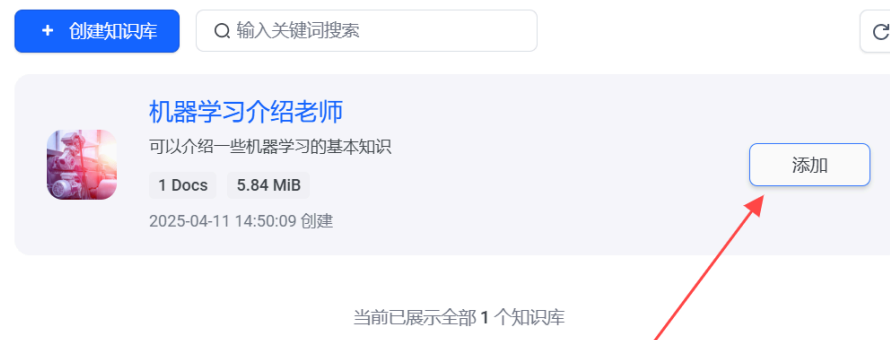 + 创建知识库
输入关键词搜索
机器学习介绍老师
可以介绍一些机器学习的基本知识
添加
1 Docs 5.84 MiB
2025-04-11 14:50:09 创建
当前已展示全部 1 个知识库